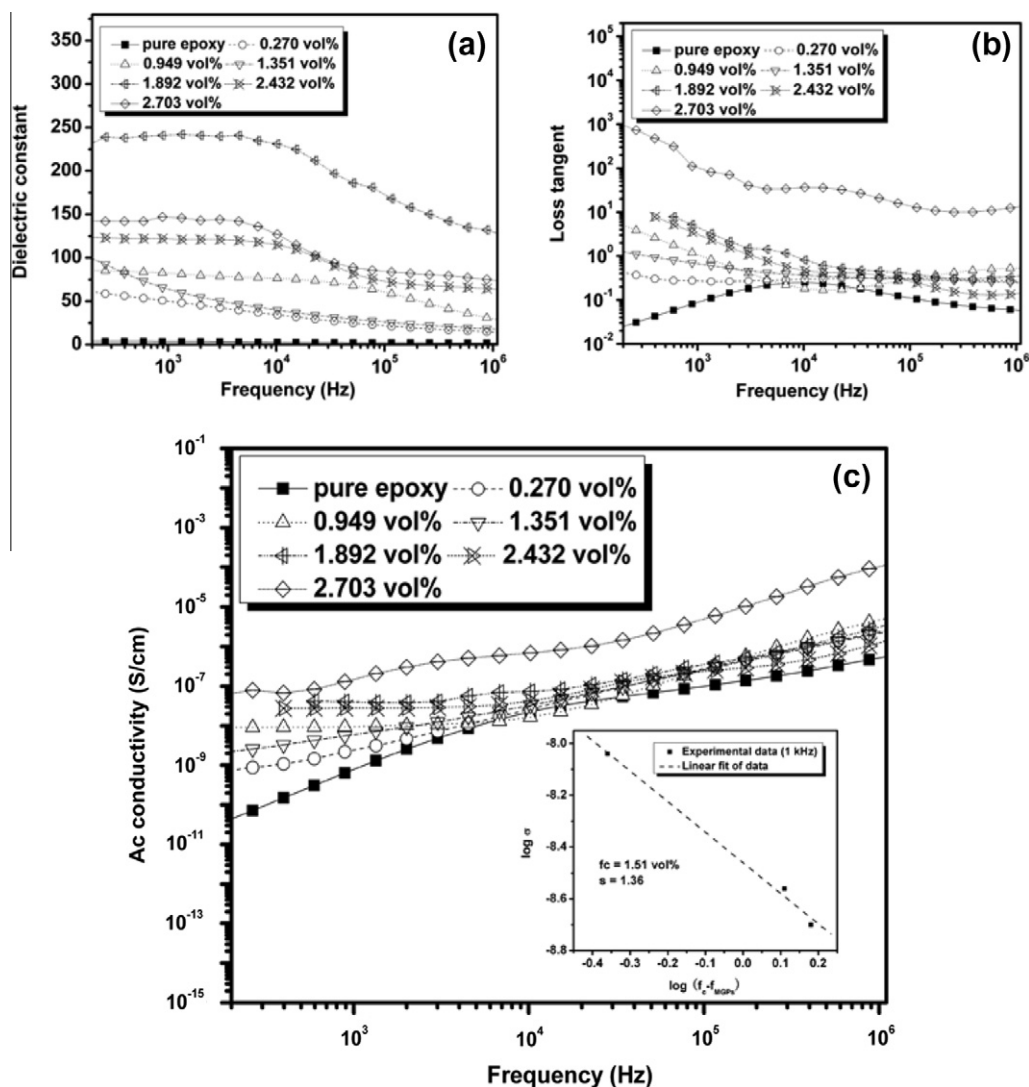 (a)
350
300
250
200
150
100
50
0
Dielectric constant
pure epoxy 0.270 vol%
0.949 vol% 1.351 vol%
1.892 vol% 2.432 vol%
2.703 vol%
10³ 10⁴ 10⁵ 10⁶
Frequency (Hz)
(b)
10⁶
10⁵
10⁴
10³
10²
10¹
10⁰
10⁻¹
10⁻²
Loss tangent
pure epoxy 0.270 vol%
0.949 vol% 1.351 vol%
1.892 vol% 2.432 vol%
2.703 vol%
10³ 10⁴ 10⁵ 10⁶
Frequency (Hz)
(c)
10⁻¹
10⁻³
10⁻⁵
10⁻⁷
10⁻⁹
10⁻¹¹
10⁻¹³
10⁻¹⁵
Ac conductivity (S/cm)
pure epoxy 0.270 vol%
0.949 vol% 1.351 vol%
1.892 vol% 2.432 vol%
2.703 vol%
-8.0
-8.2
-8.4
-8.6
-8.8
log σ
Experimental data (1 kHz)
Linear fit of data
fc = 1.51 vol%
s = 1.36
-0.4 -0.3 -0.2 -0.1 0.0 0.1 0.2
log (f_c-f_MGPs)
10³ 10⁴ 10⁵ 10⁶
Frequency (Hz)